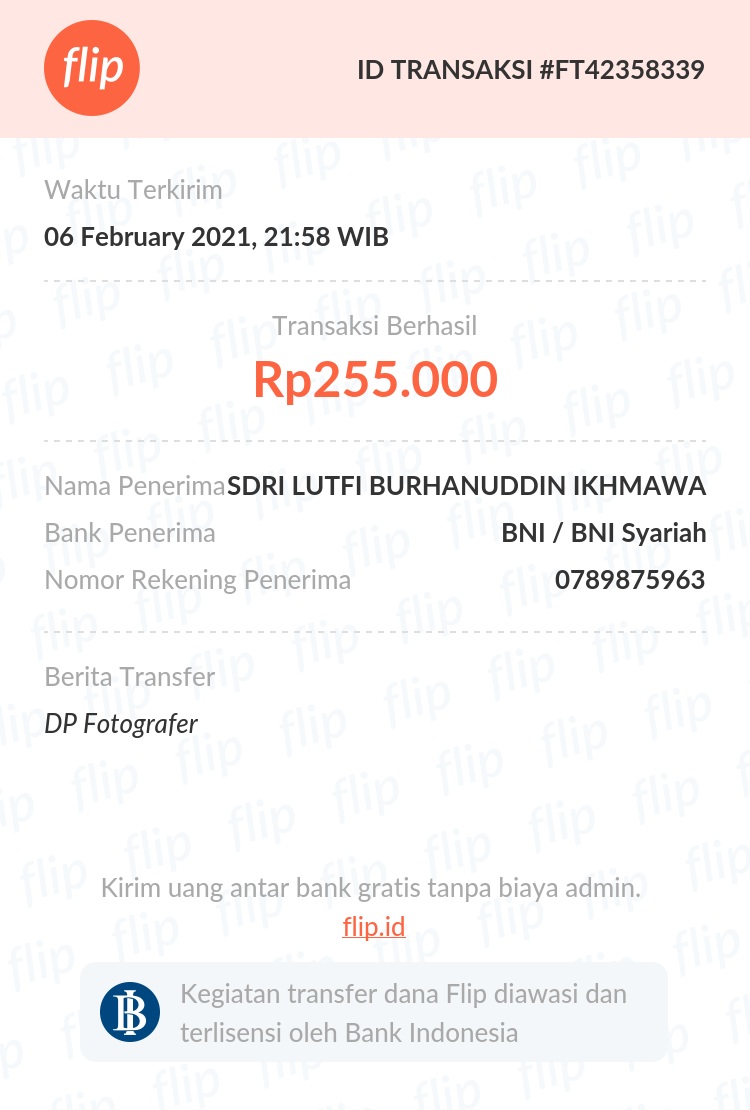 flip
ID TRANSAKSI #FT42358339
Waktu Terkirim
06 February 2021, 21:58 WIB
Transaksi Berhasil
Rp255.000
Nama Penerima SDRI LUTFI BURHANUDDIN IKHMAWA
Bank Penerima BNI / BNI Syariah
Nomor Rekening Penerima 0789875963
Berita Transfer
DP Fotografer
Kirim uang antar bank gratis tanpa biaya admin.
flip.id
Kegiatan transfer dana Flip diawasi dan
terlisensi oleh Bank Indonesia